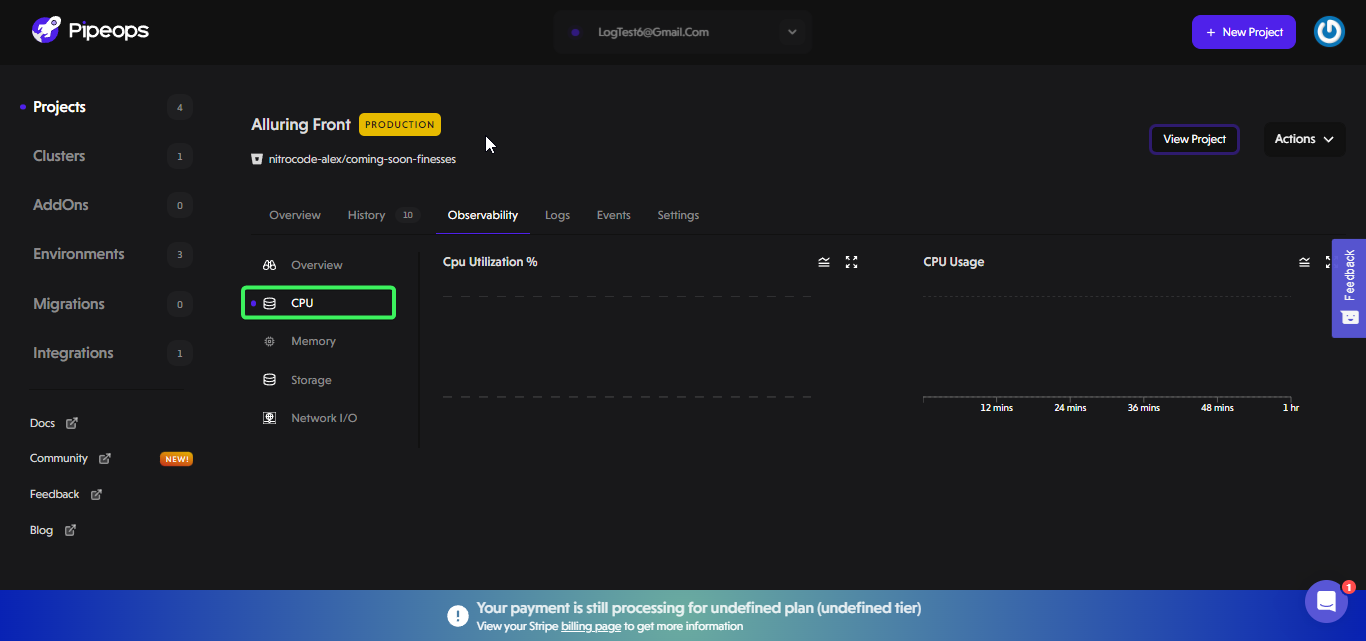 Pipeops
LogTest6@Gmail.Com
+ New Project
Projects 4
Clusters 1
AddOns 0
Environments 3
Migrations 0
Integrations 1
Docs
Community NEW!
Feedback
Blog
Alluring Front PRODUCTION
nitrocode-alex/coming-soon-finesses
View Project
Actions
Overview History 10 Observability Logs Events Settings
Overview
CPU
Memory
Storage
Network I/O
Cpu Utilization %
CPU Usage
12 mins 24 mins 36 mins 48 mins 1 hr
Feedback
Your payment is still processing for undefined plan (undefined tier)
View your Stripe billing page to get more information
1